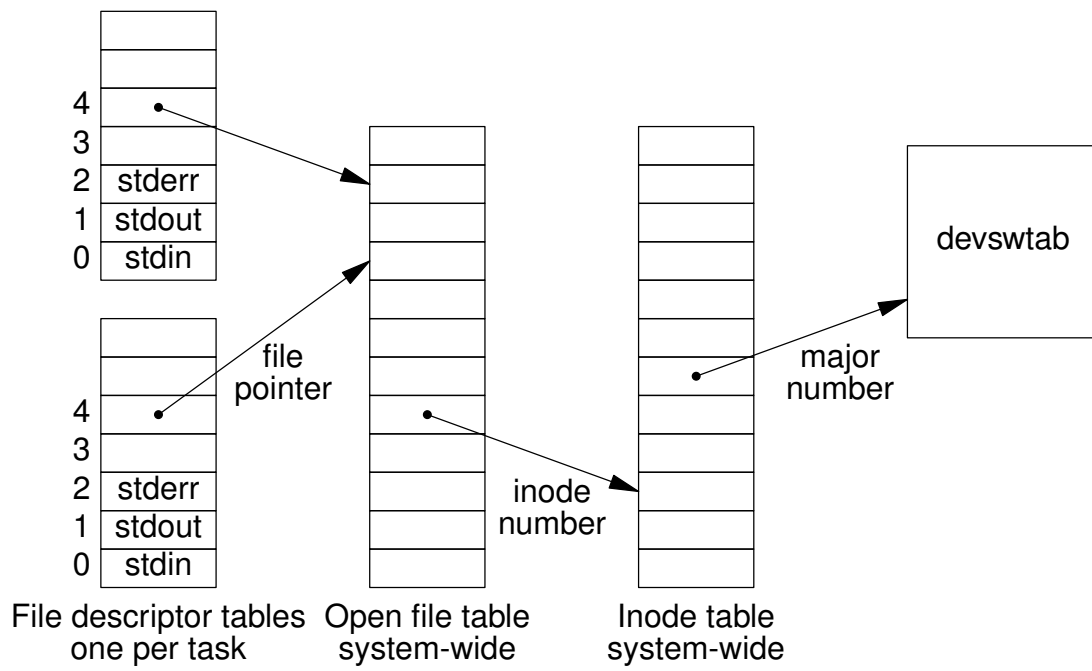 4
3
2 stderr
1 stdout
0 stdin
devswtab
file
pointer
major
number
4
3
2 stderr
1 stdout
0 stdin
inode
number
File descriptor tables
one per task
Open file table
system-wide
Inode table
system-wide